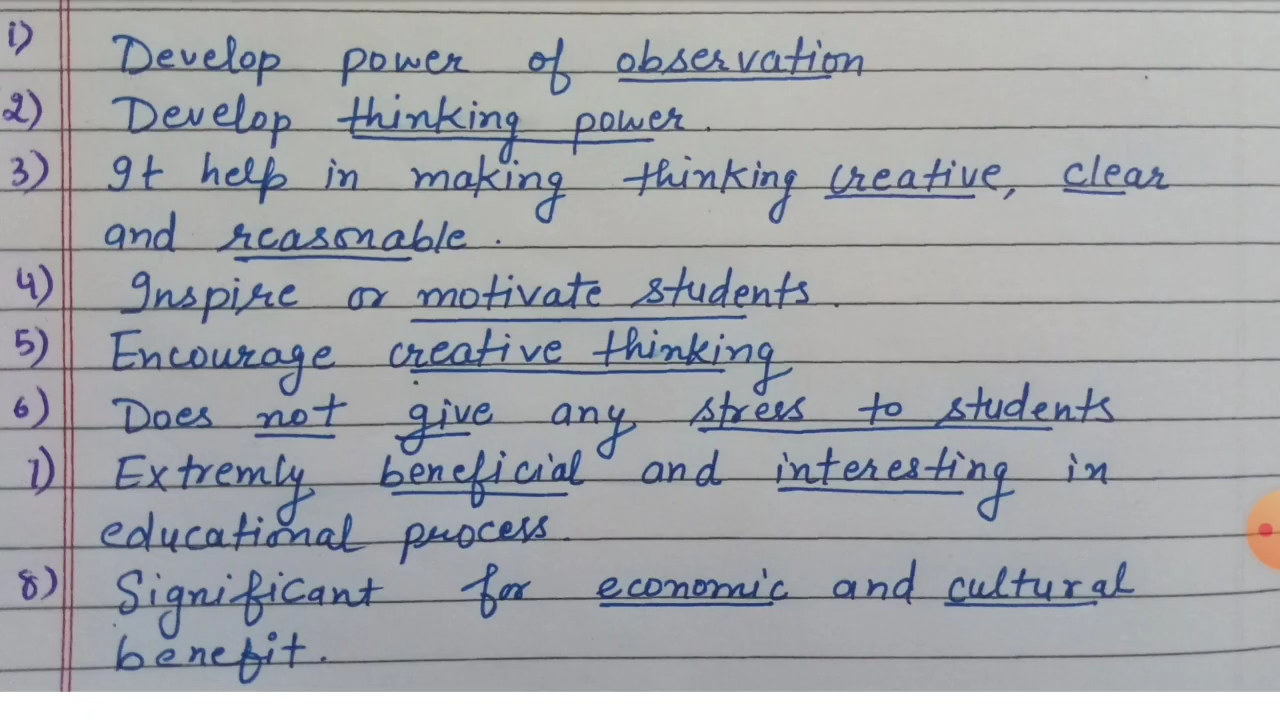 1) Develop power of observation
2) Develop thinking power.
3) It help in making thinking creative, clear
and reasonable.
4) Inspire or motivate students.
5) Encourage creative thinking
6) Does not give any stress to students
7) Extremly beneficial and interesting in
educational process.
8) Significant for economic and cultural
benefit.